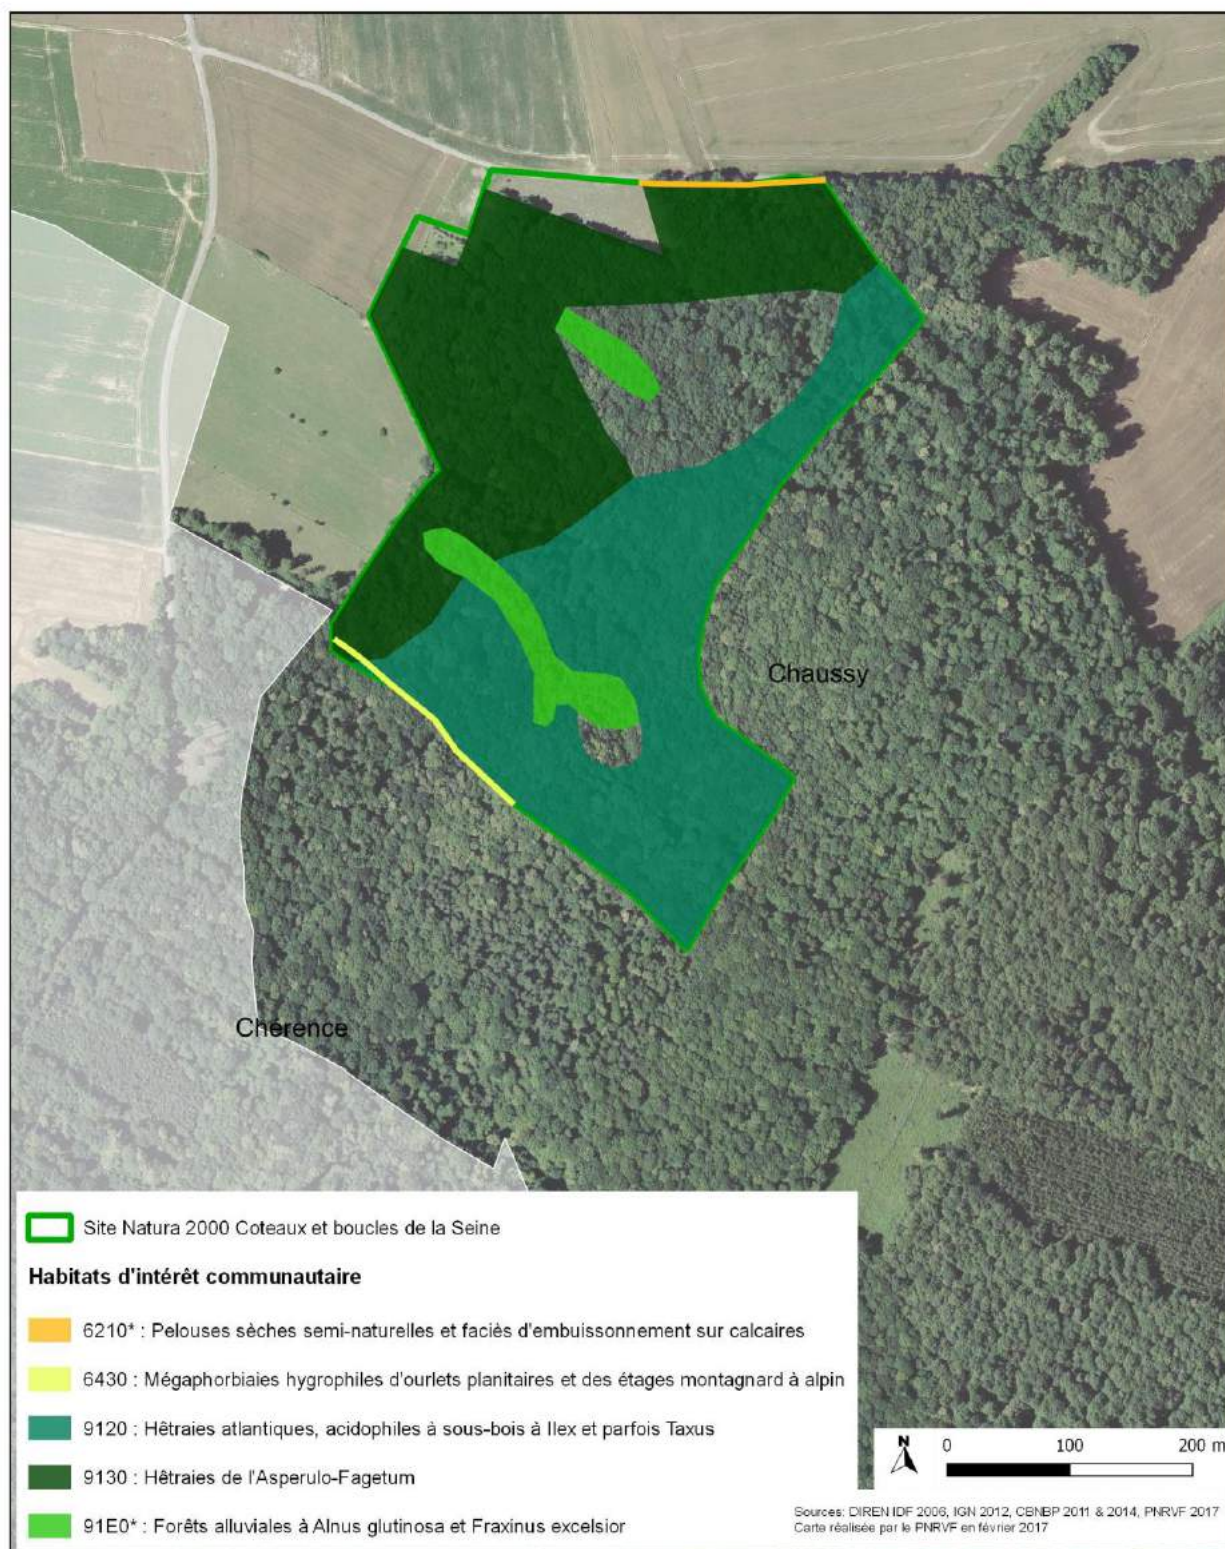 Chaussy
Chérence
Site Natura 2000 Coteaux et boucles de la Seine
Habitats d'intérêt communautaire
6210* : Pelouses sèches semi-naturelles et faciès d'embuissonnement sur calcaires
6430 : Mégaphorbiaies hygrophiles d'ourlets planitaires et des étages montagnard à alpin
9120 : Hêtraies atlantiques, acidophiles à sous-bois à Ilex et parfois Taxus
9130 : Hêtraies de l'Asperulo-Fagetum
91E0* : Forêts alluviales à Alnus glutinosa et Fraxinus excelsior
N
0 100 200 m
Sources: DIREN IDF 2006, IGN 2012, CBNBP 2011 & 2014, PNRVF 2017
Carte réalisée par le PNRVF en février 2017